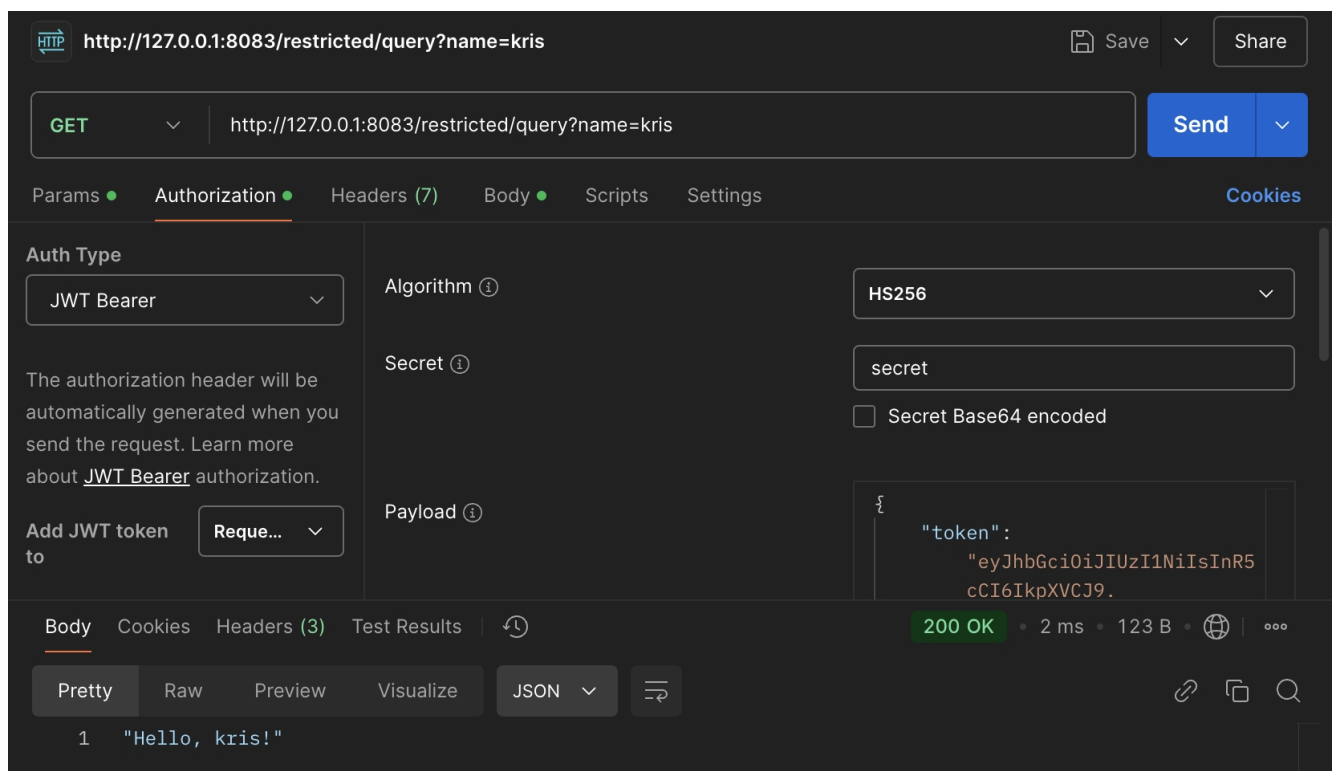 HTTP http://127.0.0.1:8083/restricted/query?name=kris Save Share
GET http://127.0.0.1:8083/restricted/query?name=kris Send
Params Authorization Headers (7) Body Scripts Settings Cookies
Auth Type
JWT Bearer
The authorization header will be
automatically generated when you
send the request. Learn more
about JWT Bearer authorization.
Add JWT token
to
Reque...
Algorithm
HS256
Secret
secret
Secret Base64 encoded
Payload
{
"token":
"eyJhbGciOiJIUzI1NiIsInR5
cCI6IkpXVCJ9.
Body Cookies Headers (3) Test Results 200 OK • 2 ms • 123 B •
Pretty Raw Preview Visualize JSON
1 "Hello, kris!"